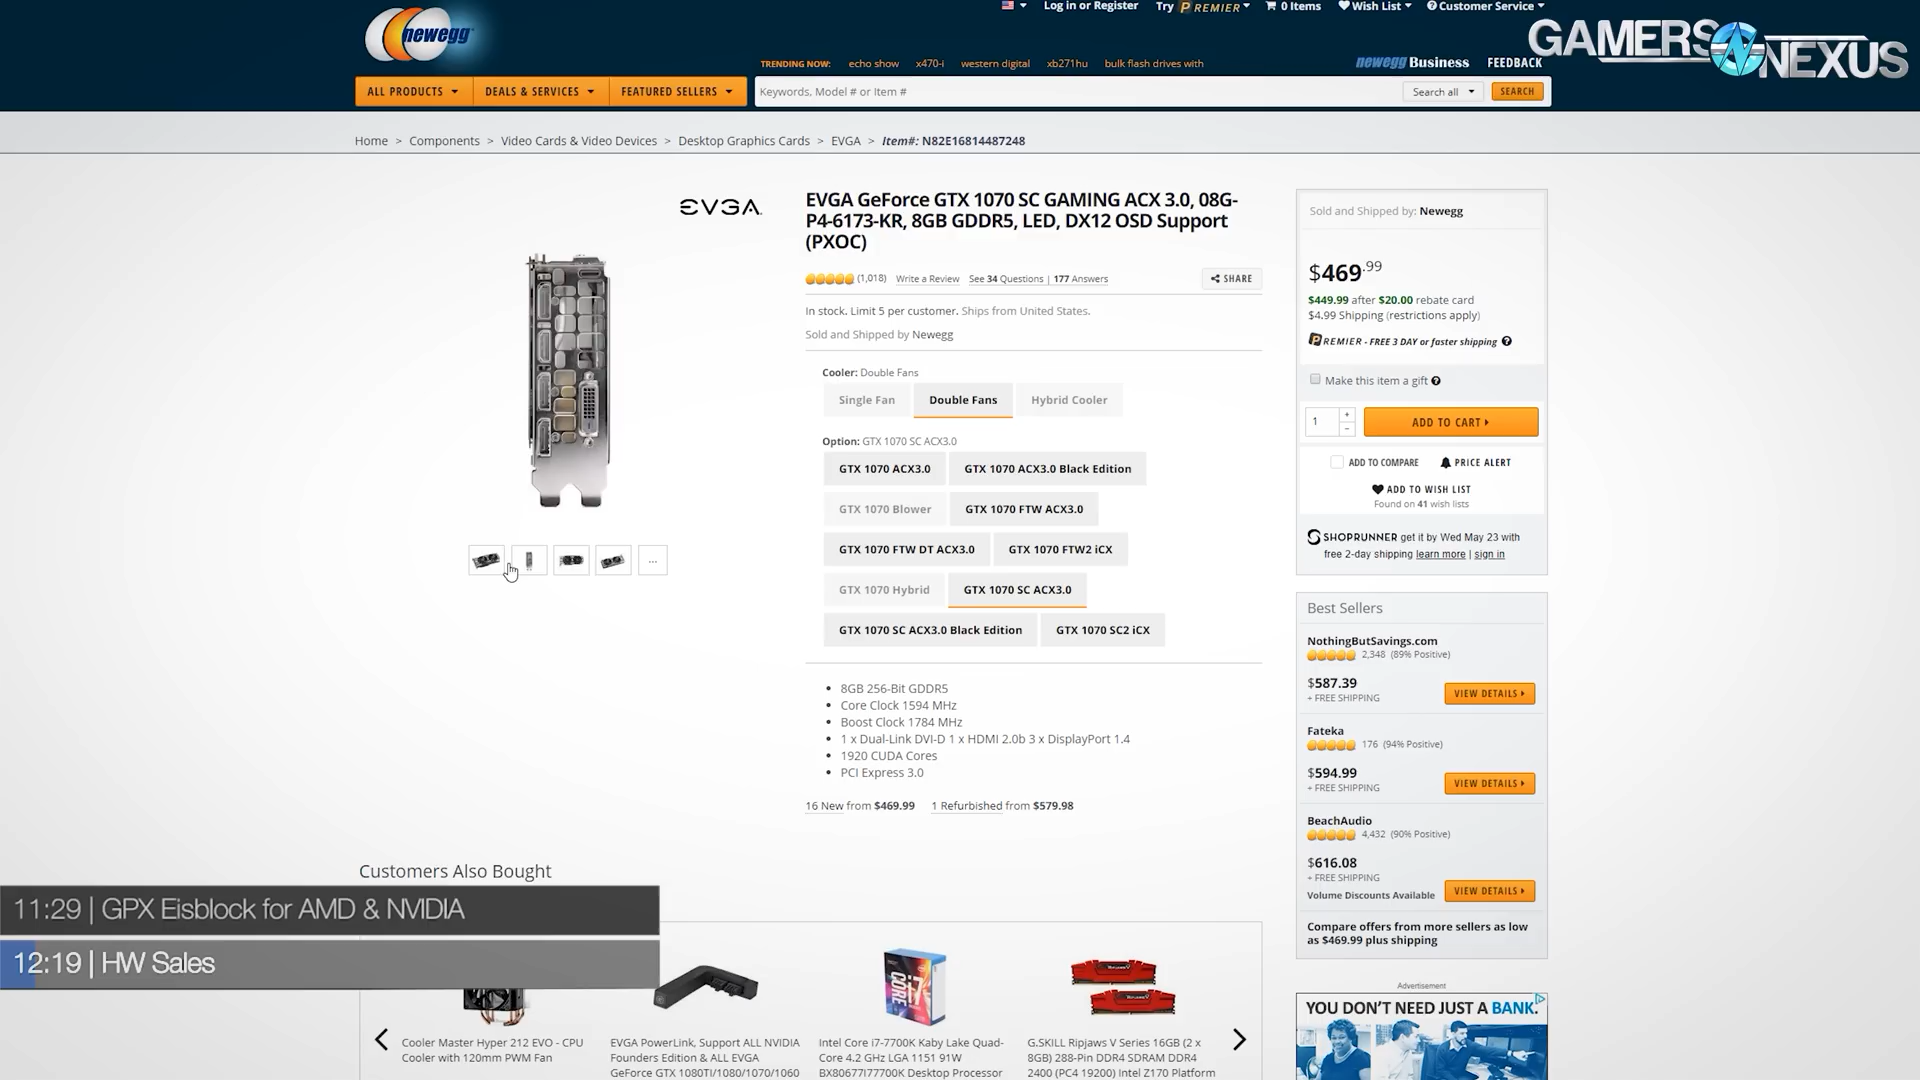 Log in or Register
Try PREMIER
0 Items
Wish List
Customer Service
GAMERS NEXUS
newegg
TRENDING NOW: echo show x470-i western digital xb271hu bulk flash drives with
newegg Business
FEEDBACK
ALL PRODUCTS
DEALS & SERVICES
FEATURED SELLERS
Keywords, Model # or Item #
Search all
SEARCH
Home > Components > Video Cards & Video Devices > Desktop Graphics Cards > EVGA > Item#: N82E16814487248
EVGA
EVGA GeForce GTX 1070 SC GAMING ACX 3.0, 08G-
P4-6173-KR, 8GB GDDR5, LED, DX12 OSD Support
(PXOC)
(1,018) Write a Review See 34 Questions | 177 Answers
SHARE
In stock. Limit 5 per customer. Ships from United States.
Sold and Shipped by Newegg
Cooler: Double Fans
Single Fan
Double Fans
Hybrid Cooler
Option: GTX 1070 SC ACX3.0
GTX 1070 ACX3.0
GTX 1070 ACX3.0 Black Edition
GTX 1070 Blower
GTX 1070 FTW ACX3.0
GTX 1070 FTW DT ACX3.0
GTX 1070 FTW2 iCX
GTX 1070 Hybrid
GTX 1070 SC ACX3.0
GTX 1070 SC ACX3.0 Black Edition
GTX 1070 SC2 iCX
...
8GB 256-Bit GDDR5
Core Clock 1594 MHz
Boost Clock 1784 MHz
1 x Dual-Link DVI-D 1 x HDMI 2.0b 3 x DisplayPort 1.4
1920 CUDA Cores
PCI Express 3.0
16 New from $469.99 1 Refurbished from $579.98
Sold and Shipped by: Newegg
$469.99
$449.99 after $20.00 rebate card
$4.99 Shipping (restrictions apply)
PREMIER - FREE 3 DAY or faster shipping
Make this item a gift
1
+
-
ADD TO CART
ADD TO COMPARE
PRICE ALERT
ADD TO WISH LIST
Found on 41 wish lists
SHOPRUNNER get it by Wed May 23 with
free 2-day shipping learn more | sign in
Best Sellers
NothingButSavings.com
2,348 (89% Positive)
$587.39
+ FREE SHIPPING
VIEW DETAILS
Fateka
176 (94% Positive)
$594.99
+ FREE SHIPPING
VIEW DETAILS
BeachAudio
4,432 (90% Positive)
$616.08
+ FREE SHIPPING
Volume Discounts Available
VIEW DETAILS
Compare offers from more sellers as low
as $469.99 plus shipping
Advertisement
YOU DON'T NEED JUST A BANK.
Customers Also Bought
11:29 | GPX Eisblock for AMD & NVIDIA
12:19 | HW Sales
CORE i7
Cooler Master Hyper 212 EVO - CPU
Cooler with 120mm PWM Fan
EVGA PowerLink, Support ALL NVIDIA
Founders Edition & ALL EVGA
GeForce GTX 1080TI/1080/1070/1060
Intel Core i7-7700K Kaby Lake Quad-
Core 4.2 GHz LGA 1151 91W
BX80677I77700K Desktop Processor
G.SKILL Ripjaws V Series 16GB (2 x
8GB) 288-Pin DDR4 SDRAM DDR4
2400 (PC4 19200) Intel Z170 Platform